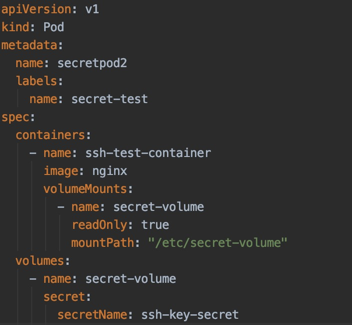 apiVersion: v1
kind: Pod
metadata:
  name: secretpod2
  labels:
    name: secret-test
spec:
  containers:
    - name: ssh-test-container
      image: nginx
      volumeMounts:
        - name: secret-volume
          readOnly: true
          mountPath: "/etc/secret-volume"
  volumes:
    - name: secret-volume
      secret:
        secretName: ssh-key-secret